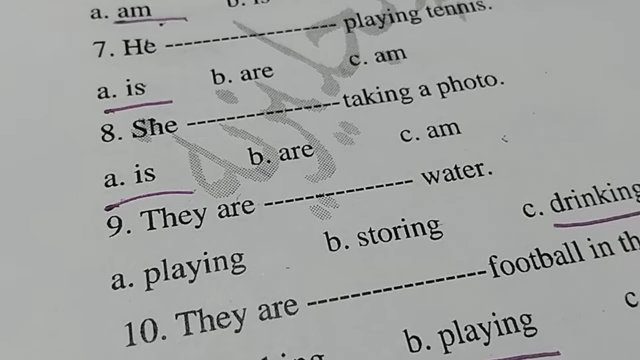 a. am
7. He ------------------- playing tennis.
a. is b. are c. am
8. She ------------------taking a photo.
a. is b. are c. am
9. They are ---------------- water.
a. playing b. storing c. drinking
10. They are -------------------football in
b. playing c